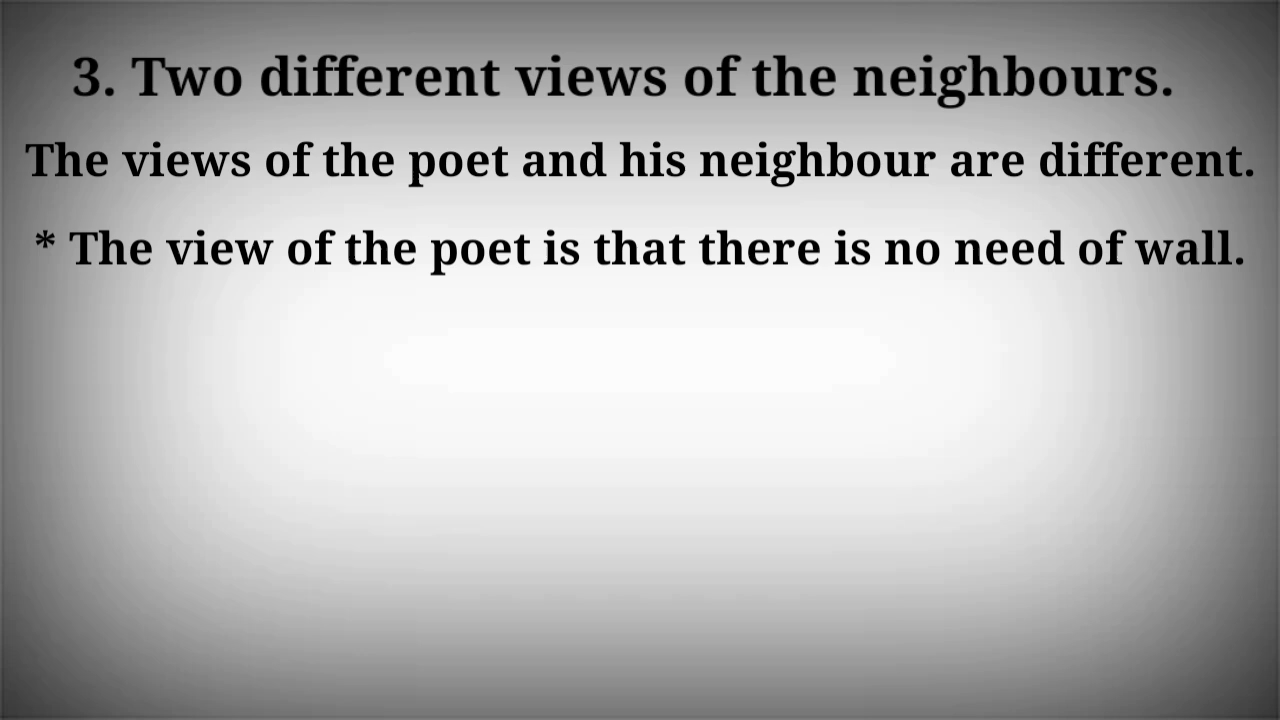 3. Two different views of the neighbours.
The views of the poet and his neighbour are different.
* The view of the poet is that there is no need of wall.